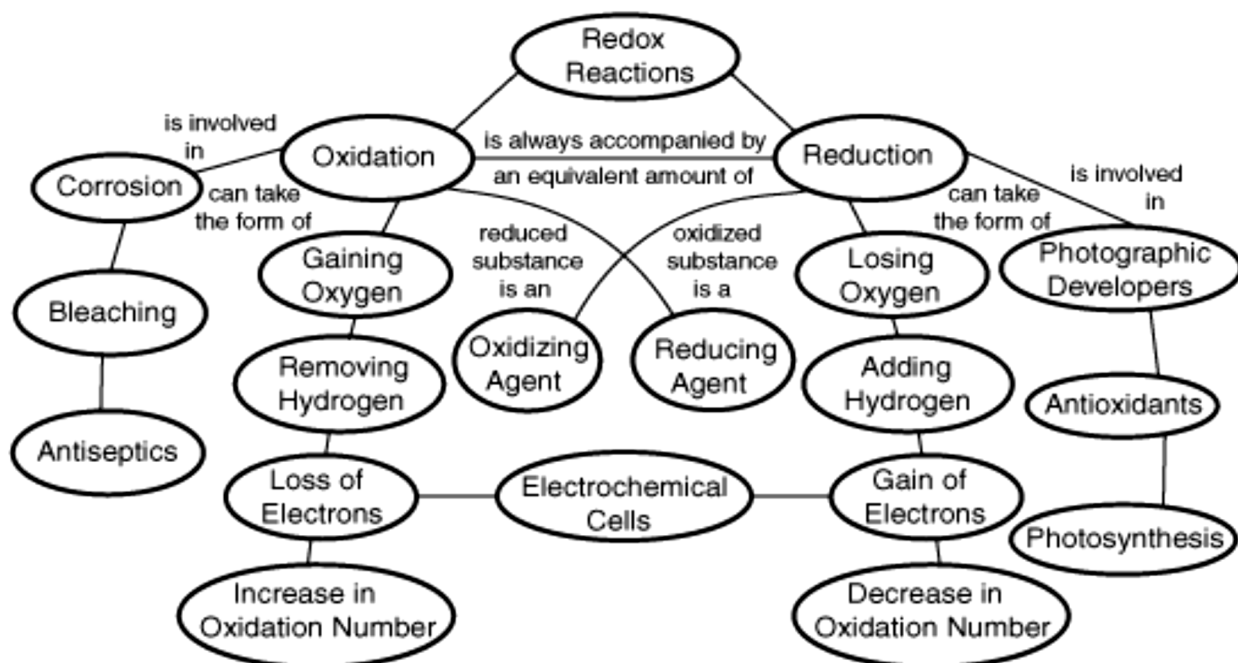 Redox
Reactions
is involved
in
Oxidation
is always accompanied by
an equivalent amount of
Reduction
is involved
in
Corrosion
can take
the form of
can take
the form of
Gaining
Oxygen
reduced
substance
is an
oxidized
substance
is a
Losing
Oxygen
Photographic
Developers
Bleaching
Removing
Hydrogen
Oxidizing
Agent
Reducing
Agent
Adding
Hydrogen
Antioxidants
Antiseptics
Loss of
Electrons
Electrochemical
Cells
Gain of
Electrons
Photosynthesis
Increase in
Oxidation Number
Decrease in
Oxidation Number